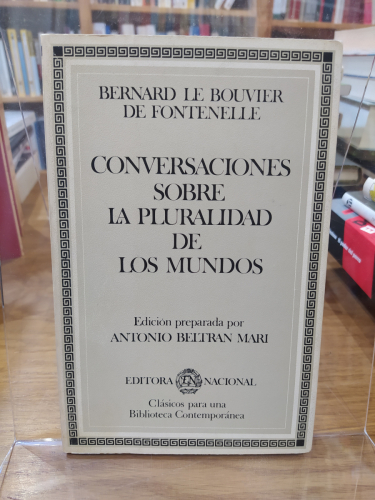 BERNARD LE BOUVIER
DE FONTENELLE
CONVERSACIONES
SOBRE
LA PLURALIDAD
DE
LOS MUNDOS
Edición preparada por
ANTONIO BELTRAN MARI
EDITORA NACIONAL
Clásicos para una
Biblioteca Contemporánea